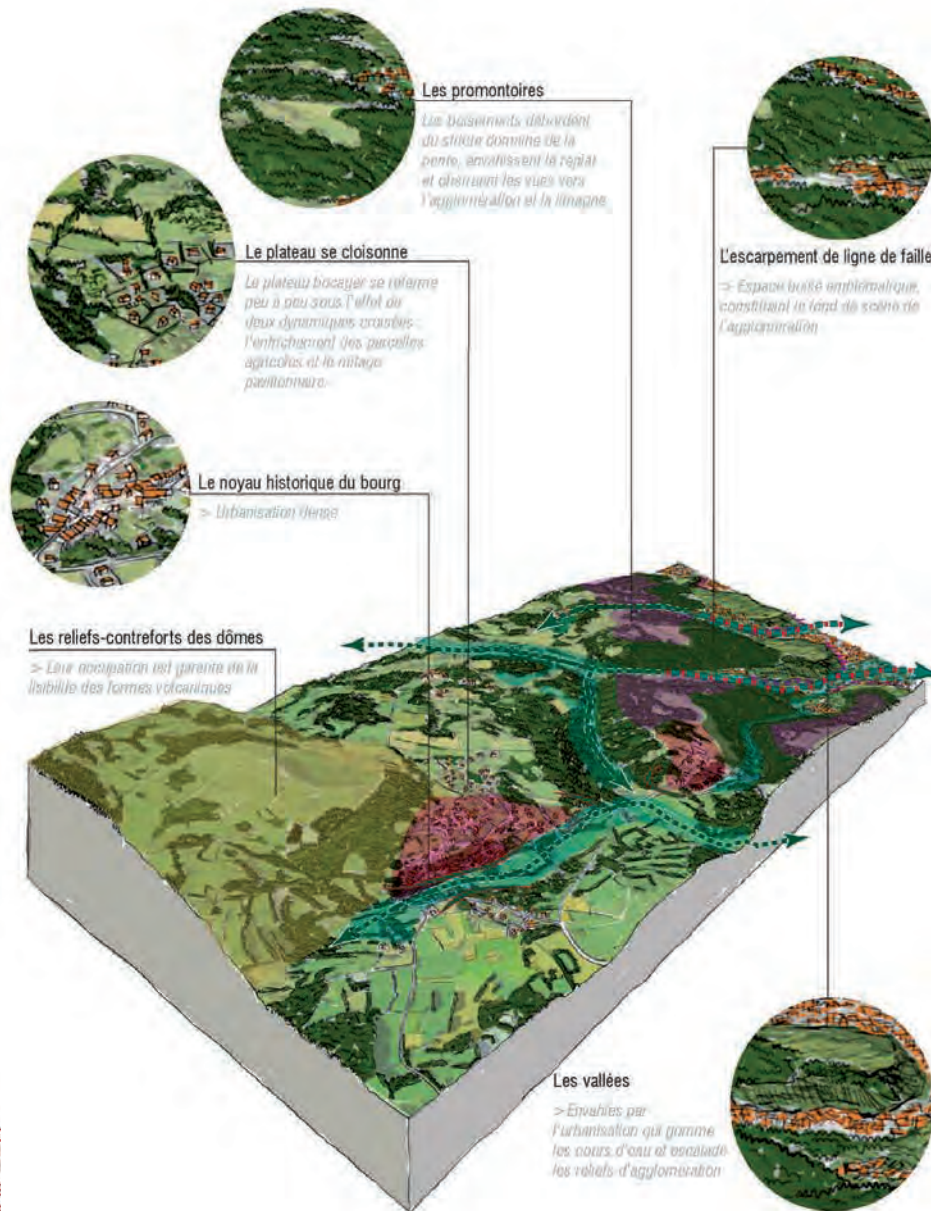 Les promontoires
Les boisements débordent
du stricte domaine de la
pente, envahissent le replat
et obstruent les vues vers
l'agglomération et la limagne
L'escarpement de ligne de faille
> Espace boisé emblématique,
constituant le fond de scène de
l'agglomération
Le plateau se cloisonne
Le plateau bocager se referme
peu à peu sous l'effet de
deux dynamiques croisées :
l'enfrichement des parcelles
agricoles et le mitage
pavillonnaire.
Le noyau historique du bourg
> Urbanisation dense
Les reliefs-contreforts des dômes
> Leur occupation est garante de la
lisibilité des formes volcaniques
Les vallées
> Envahies par
l'urbanisation qui gomme
les cours d'eau et escalade
les reliefs d'agglomération